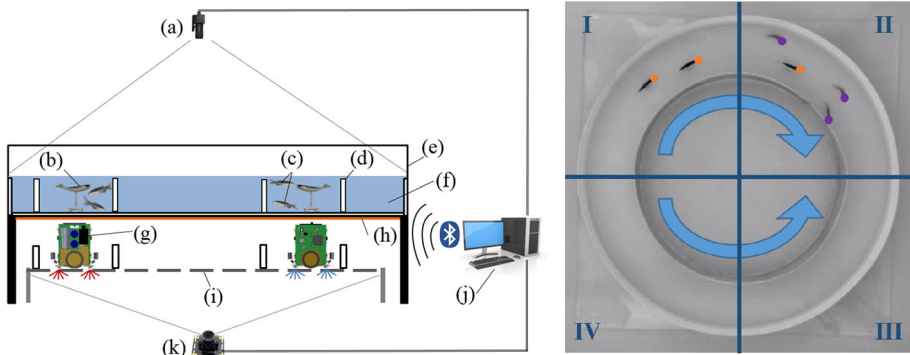 (a)
(b)
(c)
(d)
(e)
(f)
(g)
(h)
(i)
(j)
(k)
I II
IV III